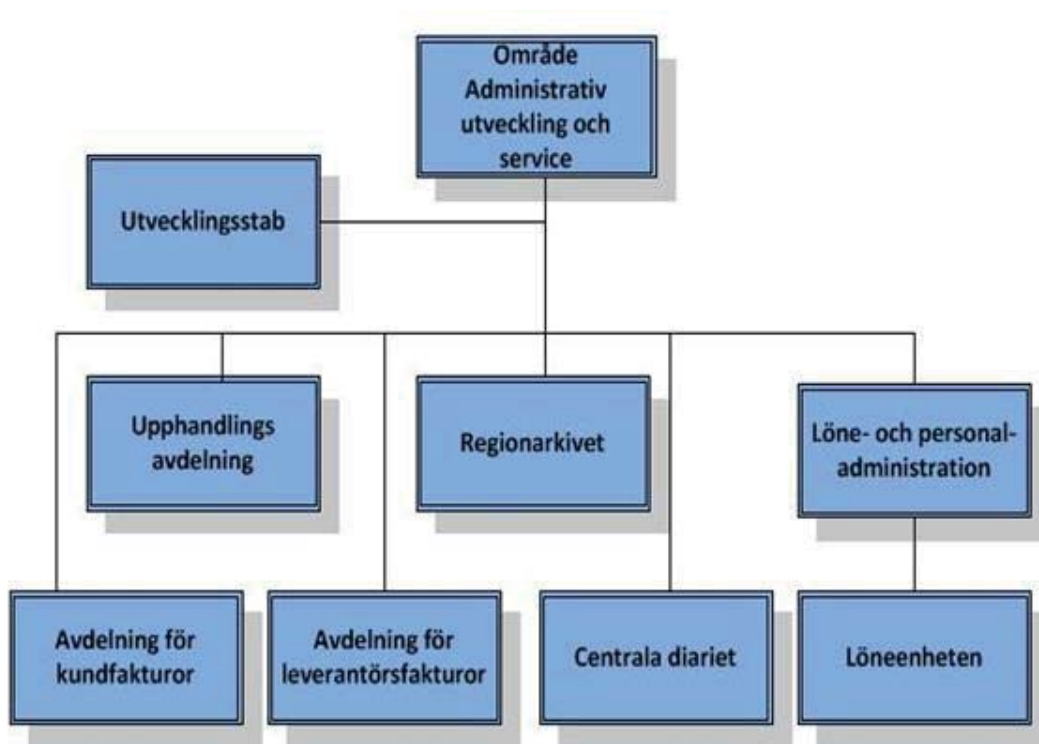 Område
Administrativ
utveckling och
service
Utvecklingsstab
Upphandlings
avdelning
Regionarkivet
Löne- och personal-
administration
Avdelning för
kundfakturor
Avdelning för
leverantörsfakturor
Centrala diariet
Löneenheten